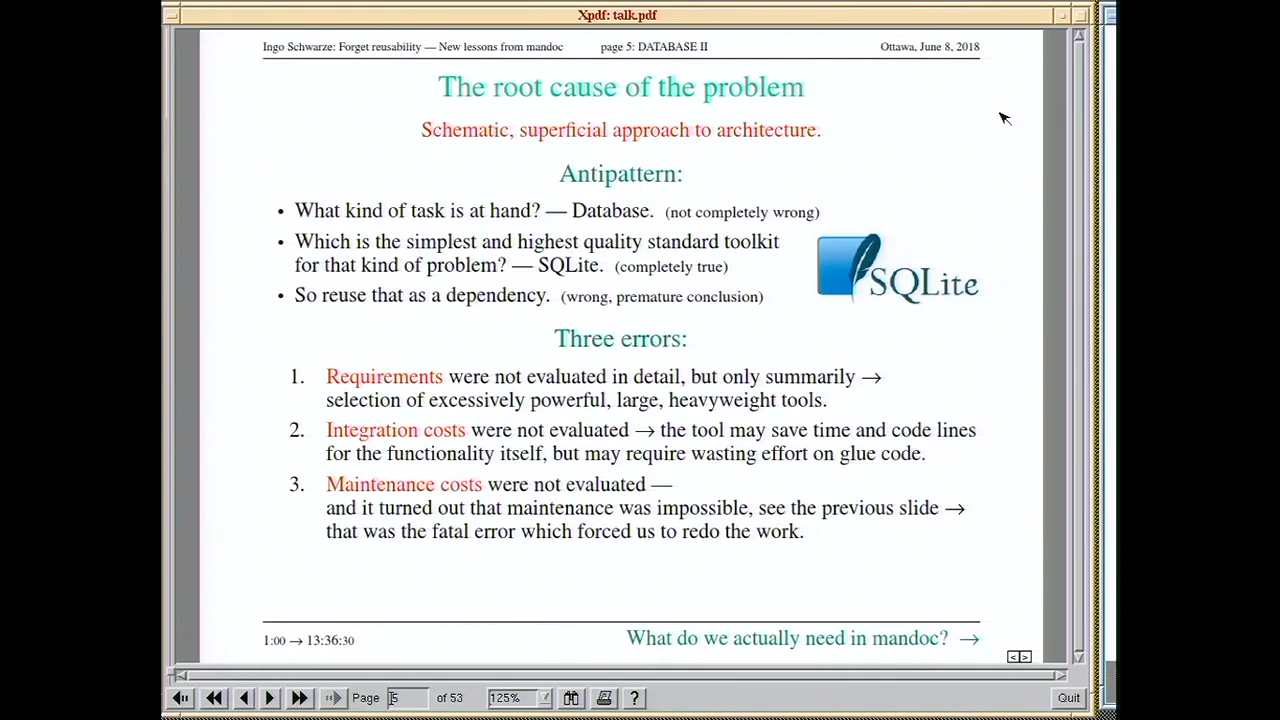 Xpdf: talk.pdf
Ingo Schwarze: Forget reusability — New lessons from mandoc page 5: DATABASE II Ottawa, June 8, 2018
The root cause of the problem
Schematic, superficial approach to architecture.
Antipattern:
• What kind of task is at hand? — Database. (not completely wrong)
• Which is the simplest and highest quality standard toolkit
for that kind of problem? — SQLite. (completely true)
SQLite
• So reuse that as a dependency. (wrong, premature conclusion)
Three errors:
1. Requirements were not evaluated in detail, but only summarily →
selection of excessively powerful, large, heavyweight tools.
2. Integration costs were not evaluated → the tool may save time and code lines
for the functionality itself, but may require wasting effort on glue code.
3. Maintenance costs were not evaluated —
and it turned out that maintenance was impossible, see the previous slide →
that was the fatal error which forced us to redo the work.
1:00 → 13:36:30 What do we actually need in mandoc? →
Page 5 of 53 125% ? Quit